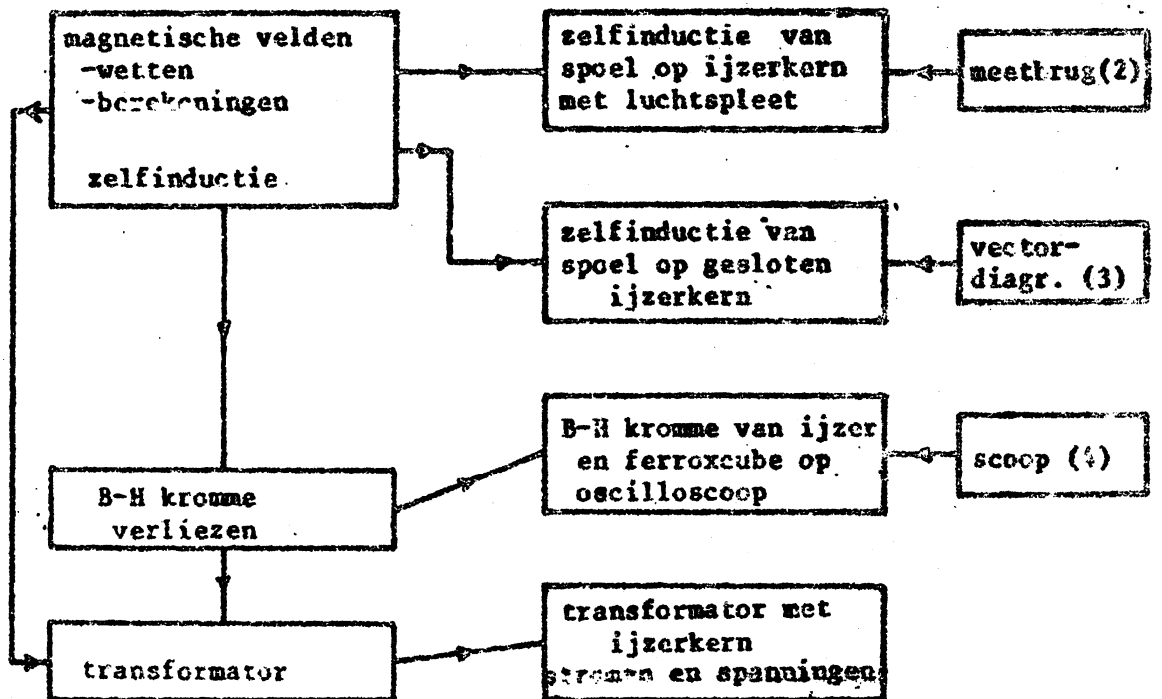 magnetische velden
-wetten
-berekeningen
zelfinductie
zelfinductie van
spoel op ijzerkern
met luchtspleet
meetbrug(2)
zelfinductie van
spoel op gesloten
ijzerkern
vector-
diagr. (3)
B-H kromme
verliezen
B-H kromme van ijzer
en ferroxcube op
oscilloscoop
scoop (4)
transformator
transformator met
ijzerkern
stromen en spanningen